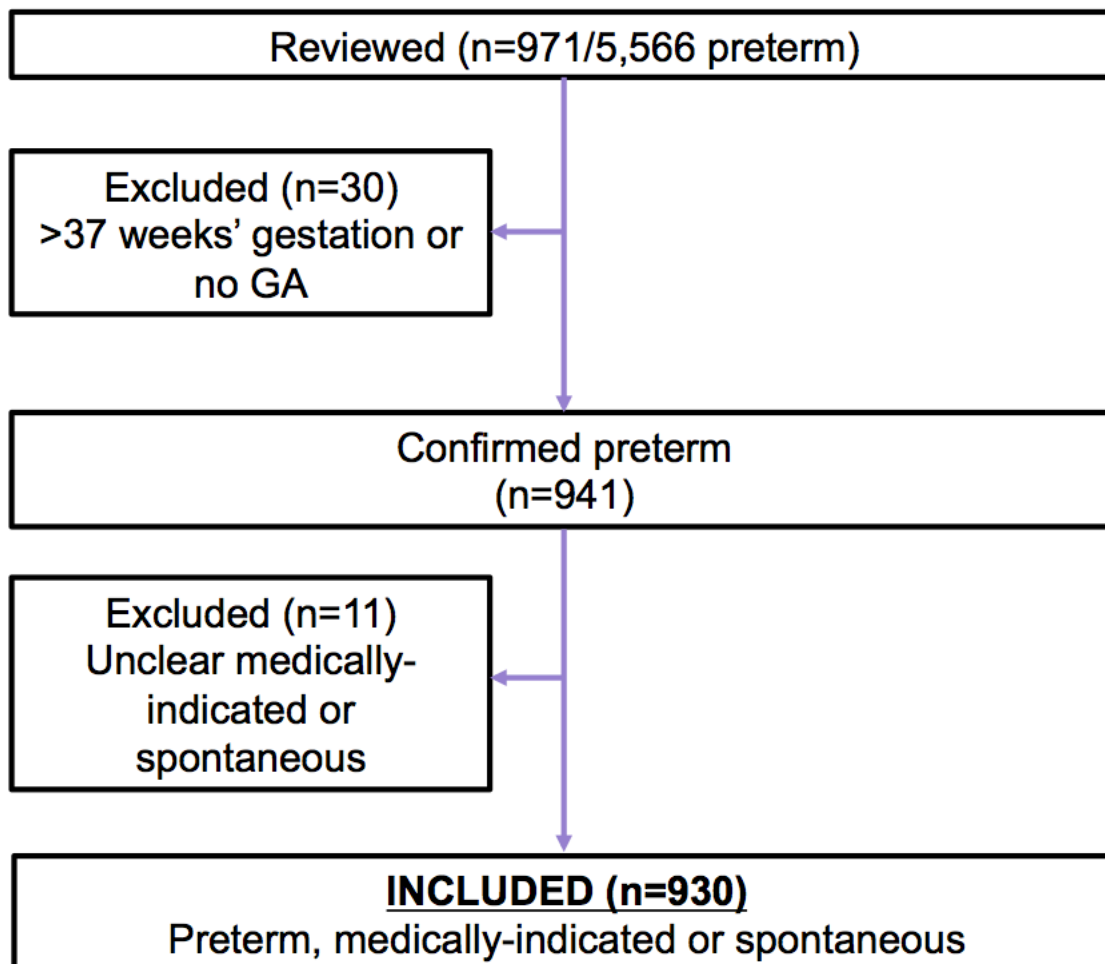 Reviewed (n=971/5,566 preterm)
Excluded (n=30)
>37 weeks’ gestation or
no GA
Confirmed preterm
(n=941)
Excluded (n=11)
Unclear medically-
indicated or
spontaneous
INCLUDED (n=930)
Preterm, medically-indicated or spontaneous